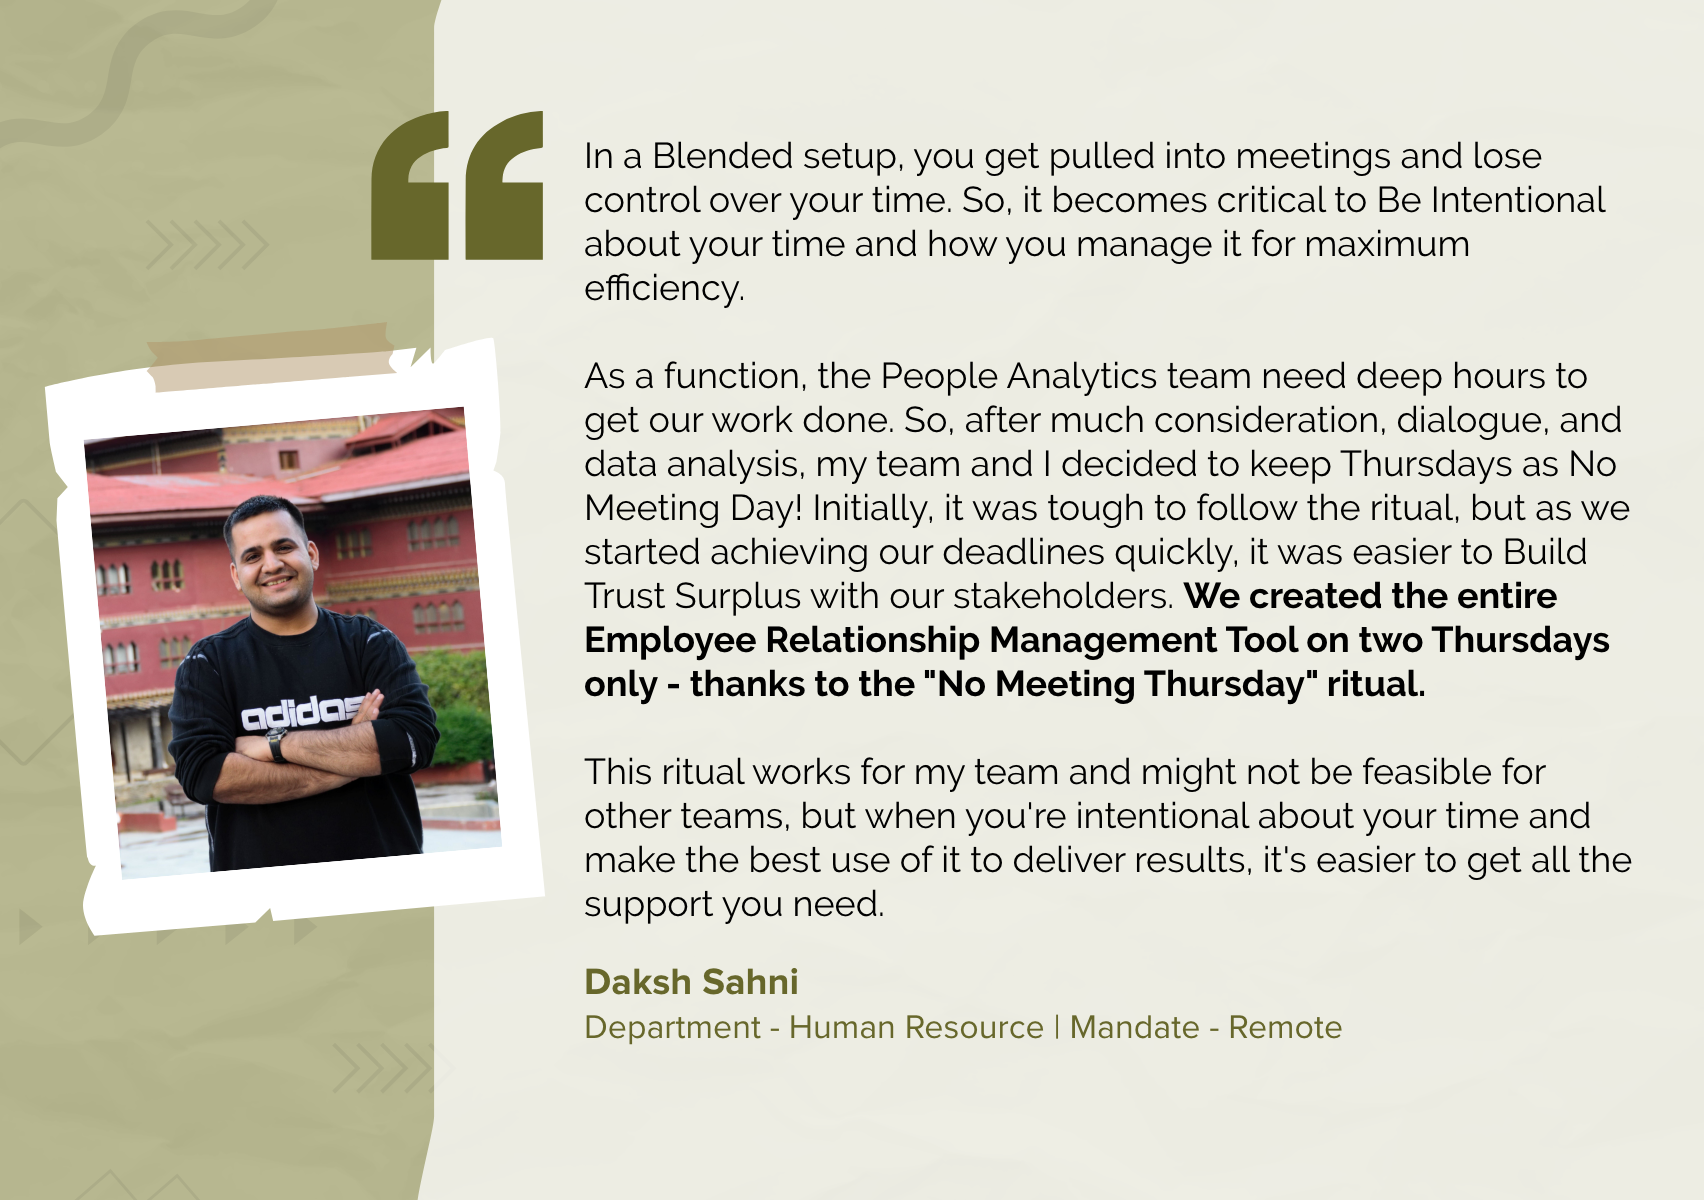 In a Blended setup, you get pulled into meetings and lose
control over your time. So, it becomes critical to Be Intentional
about your time and how you manage it for maximum
efficiency.
As a function, the People Analytics team need deep hours to
get our work done. So, after much consideration, dialogue, and
data analysis, my team and I decided to keep Thursdays as No
Meeting Day! Initially, it was tough to follow the ritual, but as we
started achieving our deadlines quickly, it was easier to Build
Trust Surplus with our stakeholders. We created the entire
Employee Relationship Management Tool on two Thursdays
only - thanks to the "No Meeting Thursday" ritual.
This ritual works for my team and might not be feasible for
other teams, but when you're intentional about your time and
make the best use of it to deliver results, it's easier to get all the
support you need.
adidas
Daksh Sahni
Department - Human Resource | Mandate - Remote